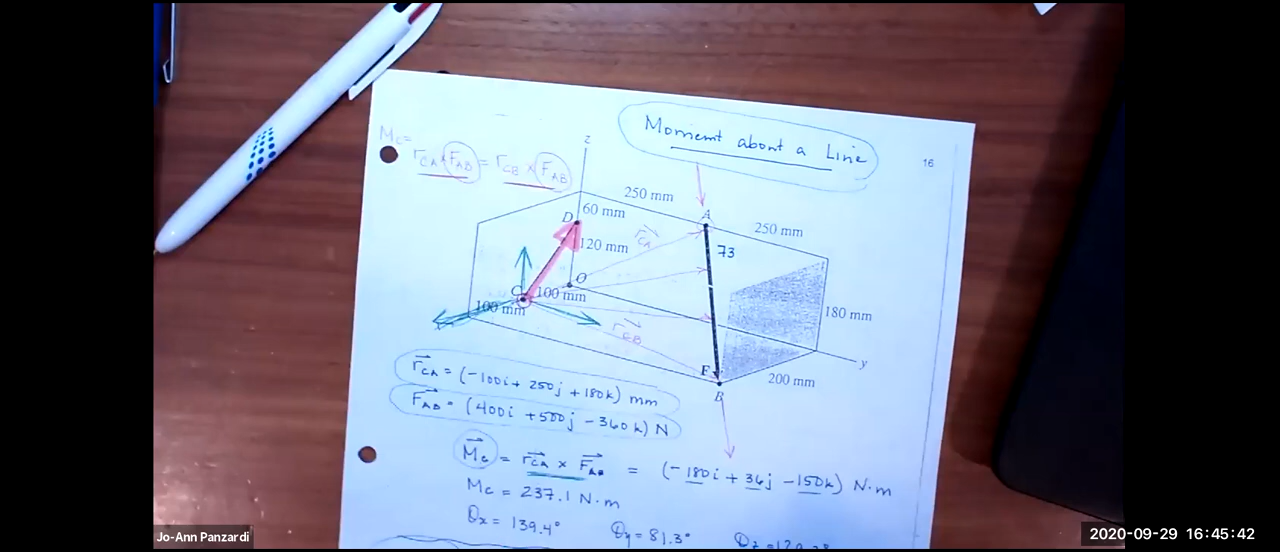 Moment about a Line
16
Mc=
rCA × FAB = rCB × FAB
z
250 mm
D
60 mm
rCA
A
250 mm
120 mm
73
O
C
100 mm
100 mm
rCB
180 mm
y
F
200 mm
B
rCA = (-100i + 250j + 180k) mm
FAB = (400i + 500j - 360k) N
Mc = rCA × FAB = (-180i + 36j - 150k) N·m
Mc = 237.1 N·m
θx = 139.4° θy = 81.3°
Jo-Ann Panzardi
2020-09-29 16:45:42